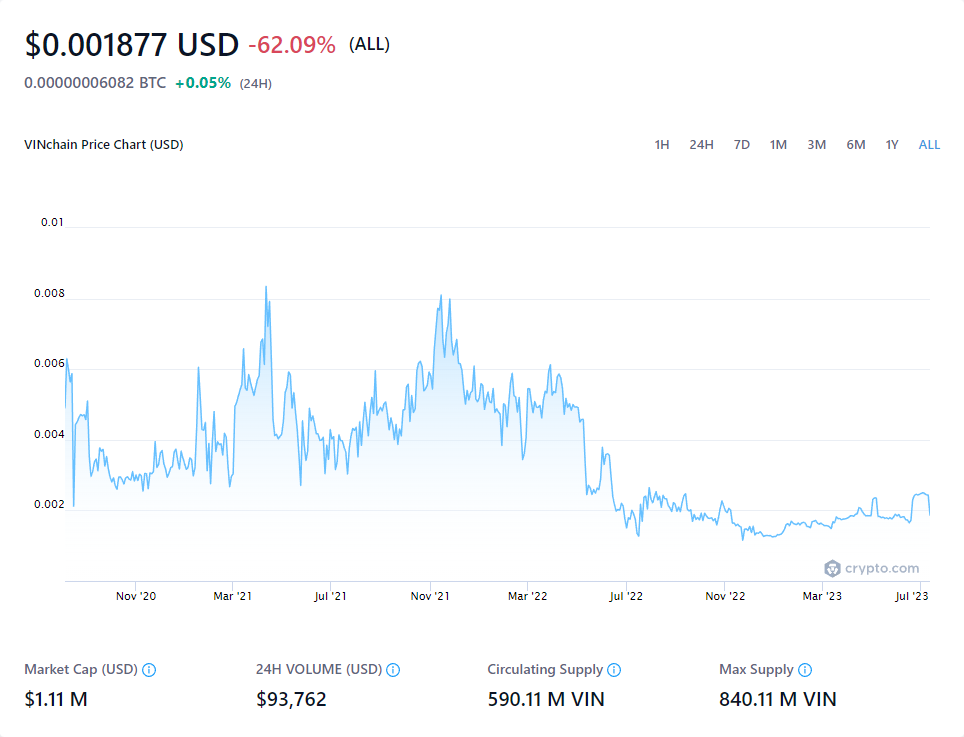 $0.001877 USD -62.09% (ALL)
0.00000006082 BTC +0.05% (24H)
VINchain Price Chart (USD) 1H 24H 7D 1M 3M 6M 1Y ALL
0.01
0.008
0.006
0.004
0.002
crypto.com
Nov '20 Mar '21 Jul '21 Nov '21 Mar '22 Jul '22 Nov '22 Mar '23 Jul '23
Market Cap (USD) 24H VOLUME (USD) Circulating Supply Max Supply
$1.11 M $93,762 590.11 M VIN 840.11 M VIN